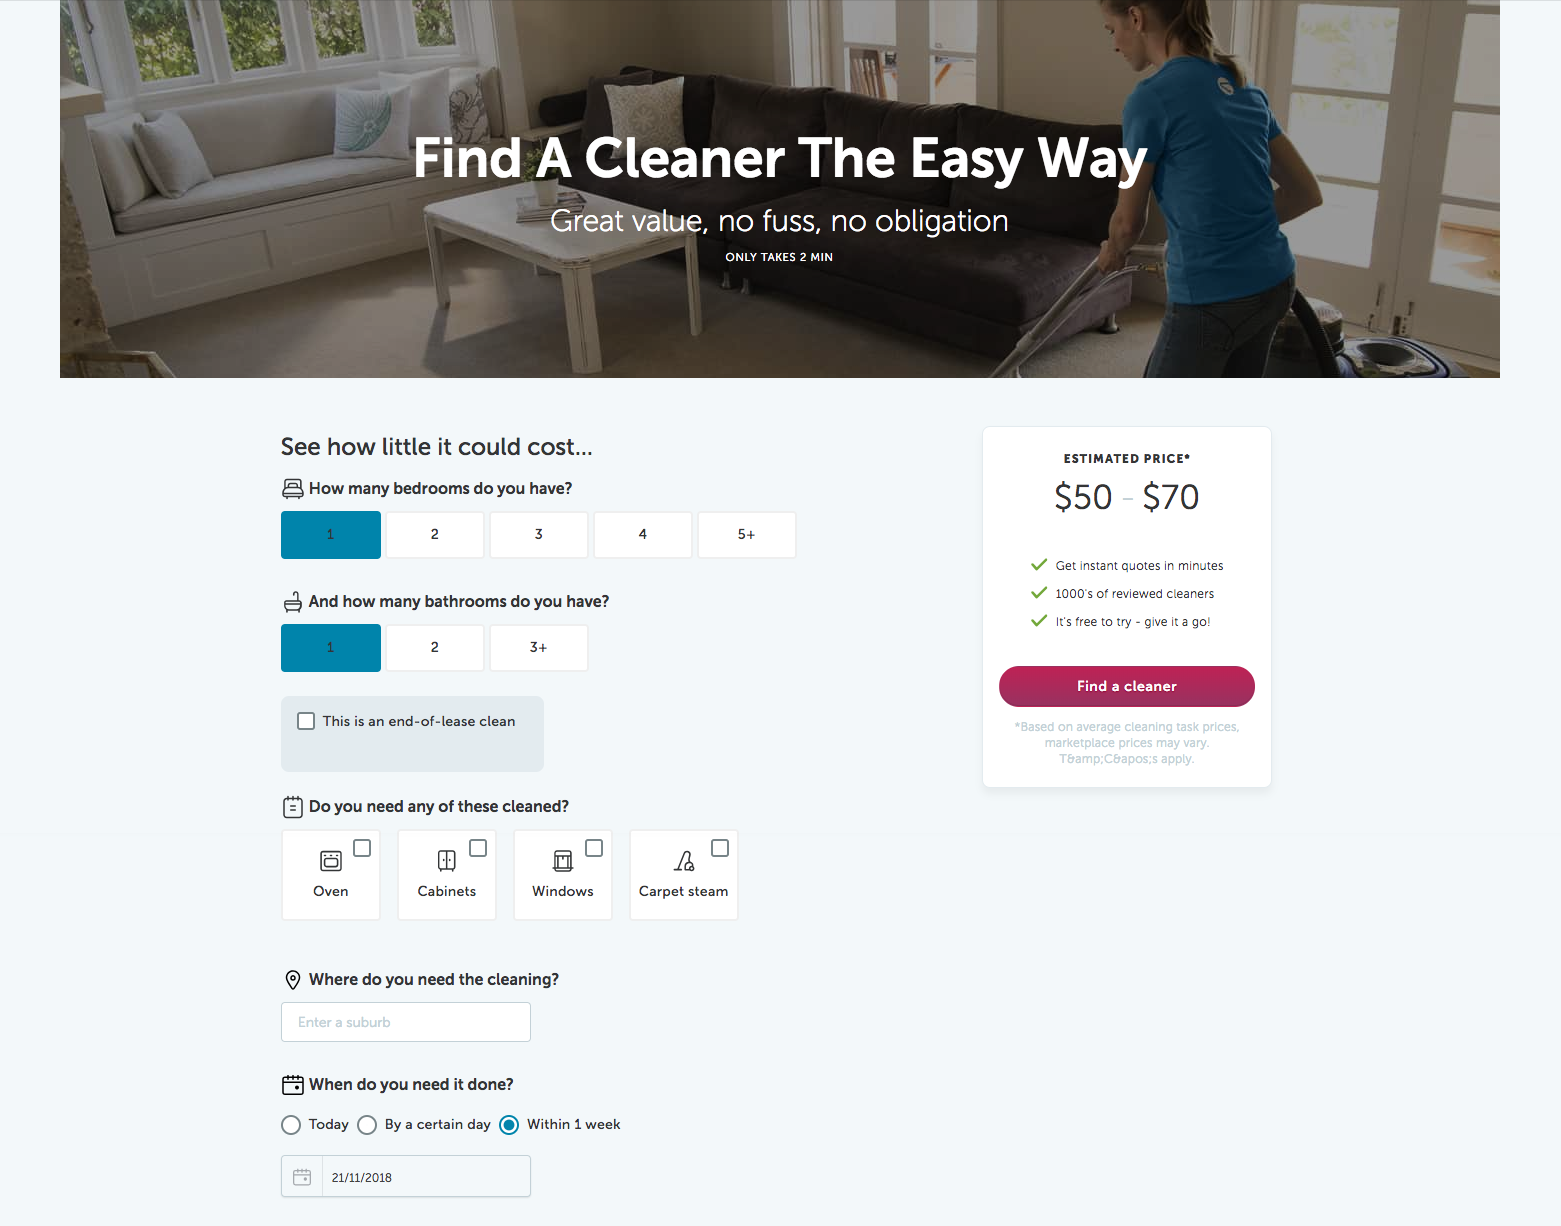 Find A Cleaner The Easy Way
Great value, no fuss, no obligation
ONLY TAKES 2 MIN
See how little it could cost...
How many bedrooms do you have?
1 2 3 4 5+
And how many bathrooms do you have?
1 2 3+
This is an end-of-lease clean
Do you need any of these cleaned?
Oven Cabinets Windows Carpet steam
Where do you need the cleaning?
Enter a suburb
When do you need it done?
Today By a certain day Within 1 week
21/11/2018
ESTIMATED PRICE*
$50 – $70
Get instant quotes in minutes
1000's of reviewed cleaners
It's free to try - give it a go!
Find a cleaner
*Based on average cleaning task prices,
marketplace prices may vary.
T&amp;C&apos;s apply.